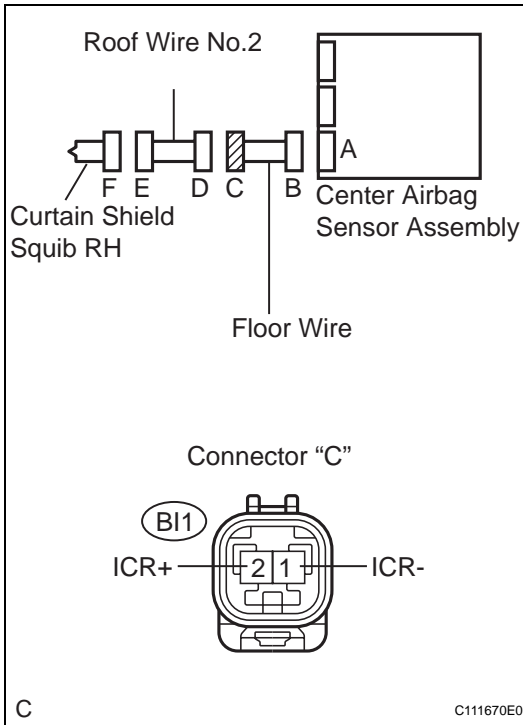 Roof Wire No.2
A
F E D C B
Center Airbag
Sensor Assembly
Curtain Shield
Squib RH
Floor Wire
Connector “C”
BI1
ICR+ 2 1 ICR-
C
C111670E0